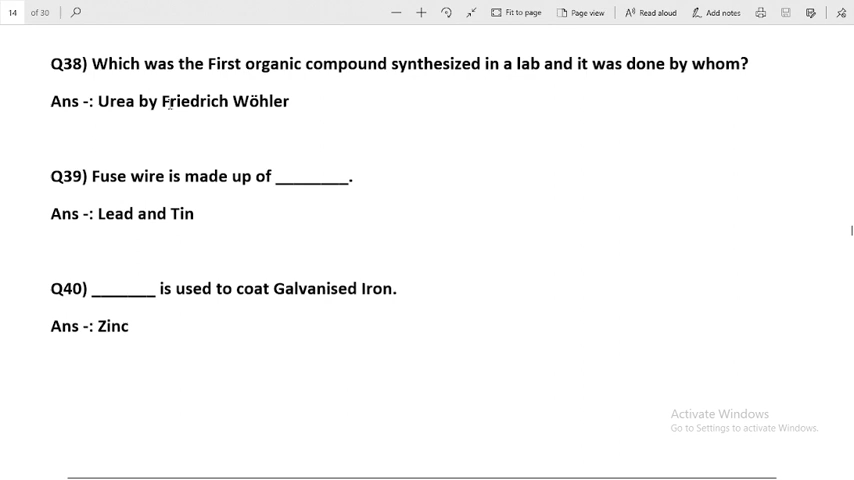 14 of 30 Fit to page Page view Read aloud Add notes
Q38) Which was the First organic compound synthesized in a lab and it was done by whom?
Ans -: Urea by Friedrich Wöhler
Q39) Fuse wire is made up of ________.
Ans -: Lead and Tin
Q40) _______ is used to coat Galvanised Iron.
Ans -: Zinc
Activate Windows
Go to Settings to activate Windows.